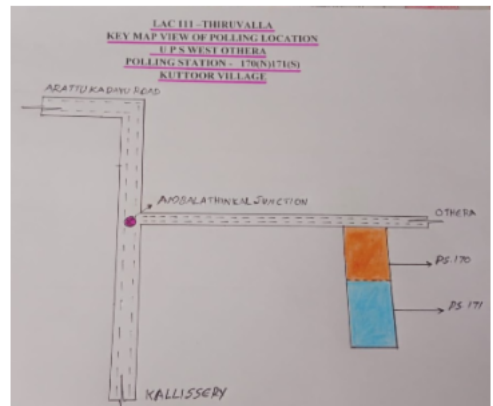 LAC 111 –THIRUVALLA
KEY MAP VIEW OF POLLING LOCATION
U P S WEST OTHERA
POLLING STATION - 170(N)171(S)
KUTTOOR VILLAGE
ARATTUKADAVU ROAD
AMBALATHINKAL JUNCTION
OTHERA
PS.170
PS 171
KALLISSERY